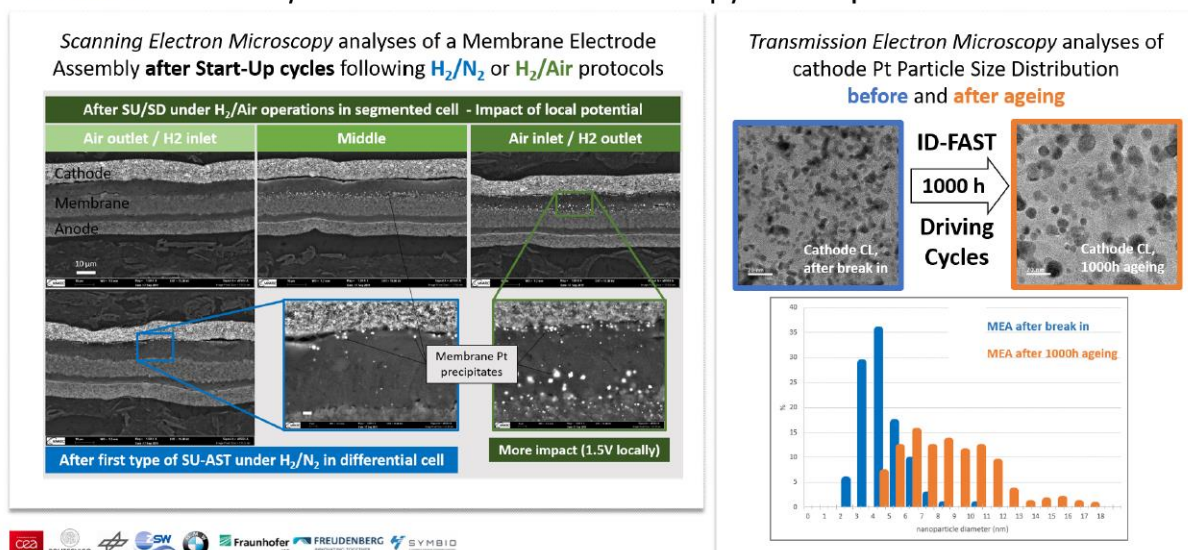 Scanning Electron Microscopy analyses of a Membrane Electrode
Assembly after Start-Up cycles following H₂/N₂ or H₂/Air protocols
After SU/SD under H₂/Air operations in segmented cell - Impact of local potential
Air outlet / H2 inlet
Middle
Air inlet / H2 outlet
Cathode
Membrane
Anode
10 µm
Membrane Pt
precipitates
After first type of SU-AST under H₂/N₂ in differential cell
More impact (1.5V locally)
Transmission Electron Microscopy analyses of
cathode Pt Particle Size Distribution
before and after ageing
ID-FAST
1000 h
Driving
Cycles
Cathode CL,
after break in
Cathode CL,
1000h ageing
MEA after break in
MEA after 1000h ageing
40
35
30
25
20
15
10
5
0
%
0 1 2 3 4 5 6 7 8 9 10 11 12 13 14 15 16 17 18
nanoparticle diameter (nm)
cea
DLR
ZSW
BMW
Fraunhofer
FREUDENBERG
SYMBIO